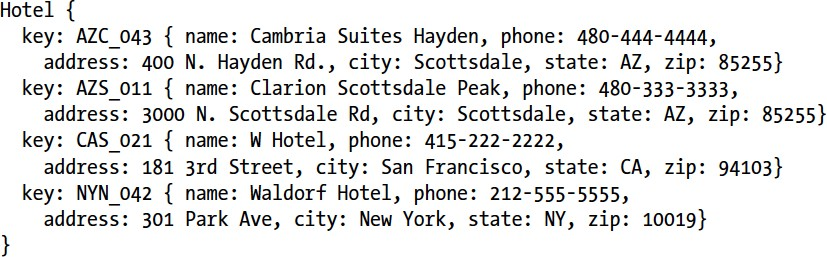 Hotel {
key: AZC_043 { name: Cambria Suites Hayden, phone: 480-444-4444,
address: 400 N. Hayden Rd., city: Scottsdale, state: AZ, zip: 85255}
key: AZS_011 { name: Clarion Scottsdale Peak, phone: 480-333-3333,
address: 3000 N. Scottsdale Rd, city: Scottsdale, state: AZ, zip: 85255}
key: CAS_021 { name: W Hotel, phone: 415-222-2222,
address: 181 3rd Street, city: San Francisco, state: CA, zip: 94103}
key: NYN_042 { name: Waldorf Hotel, phone: 212-555-5555,
address: 301 Park Ave, city: New York, state: NY, zip: 10019}
}